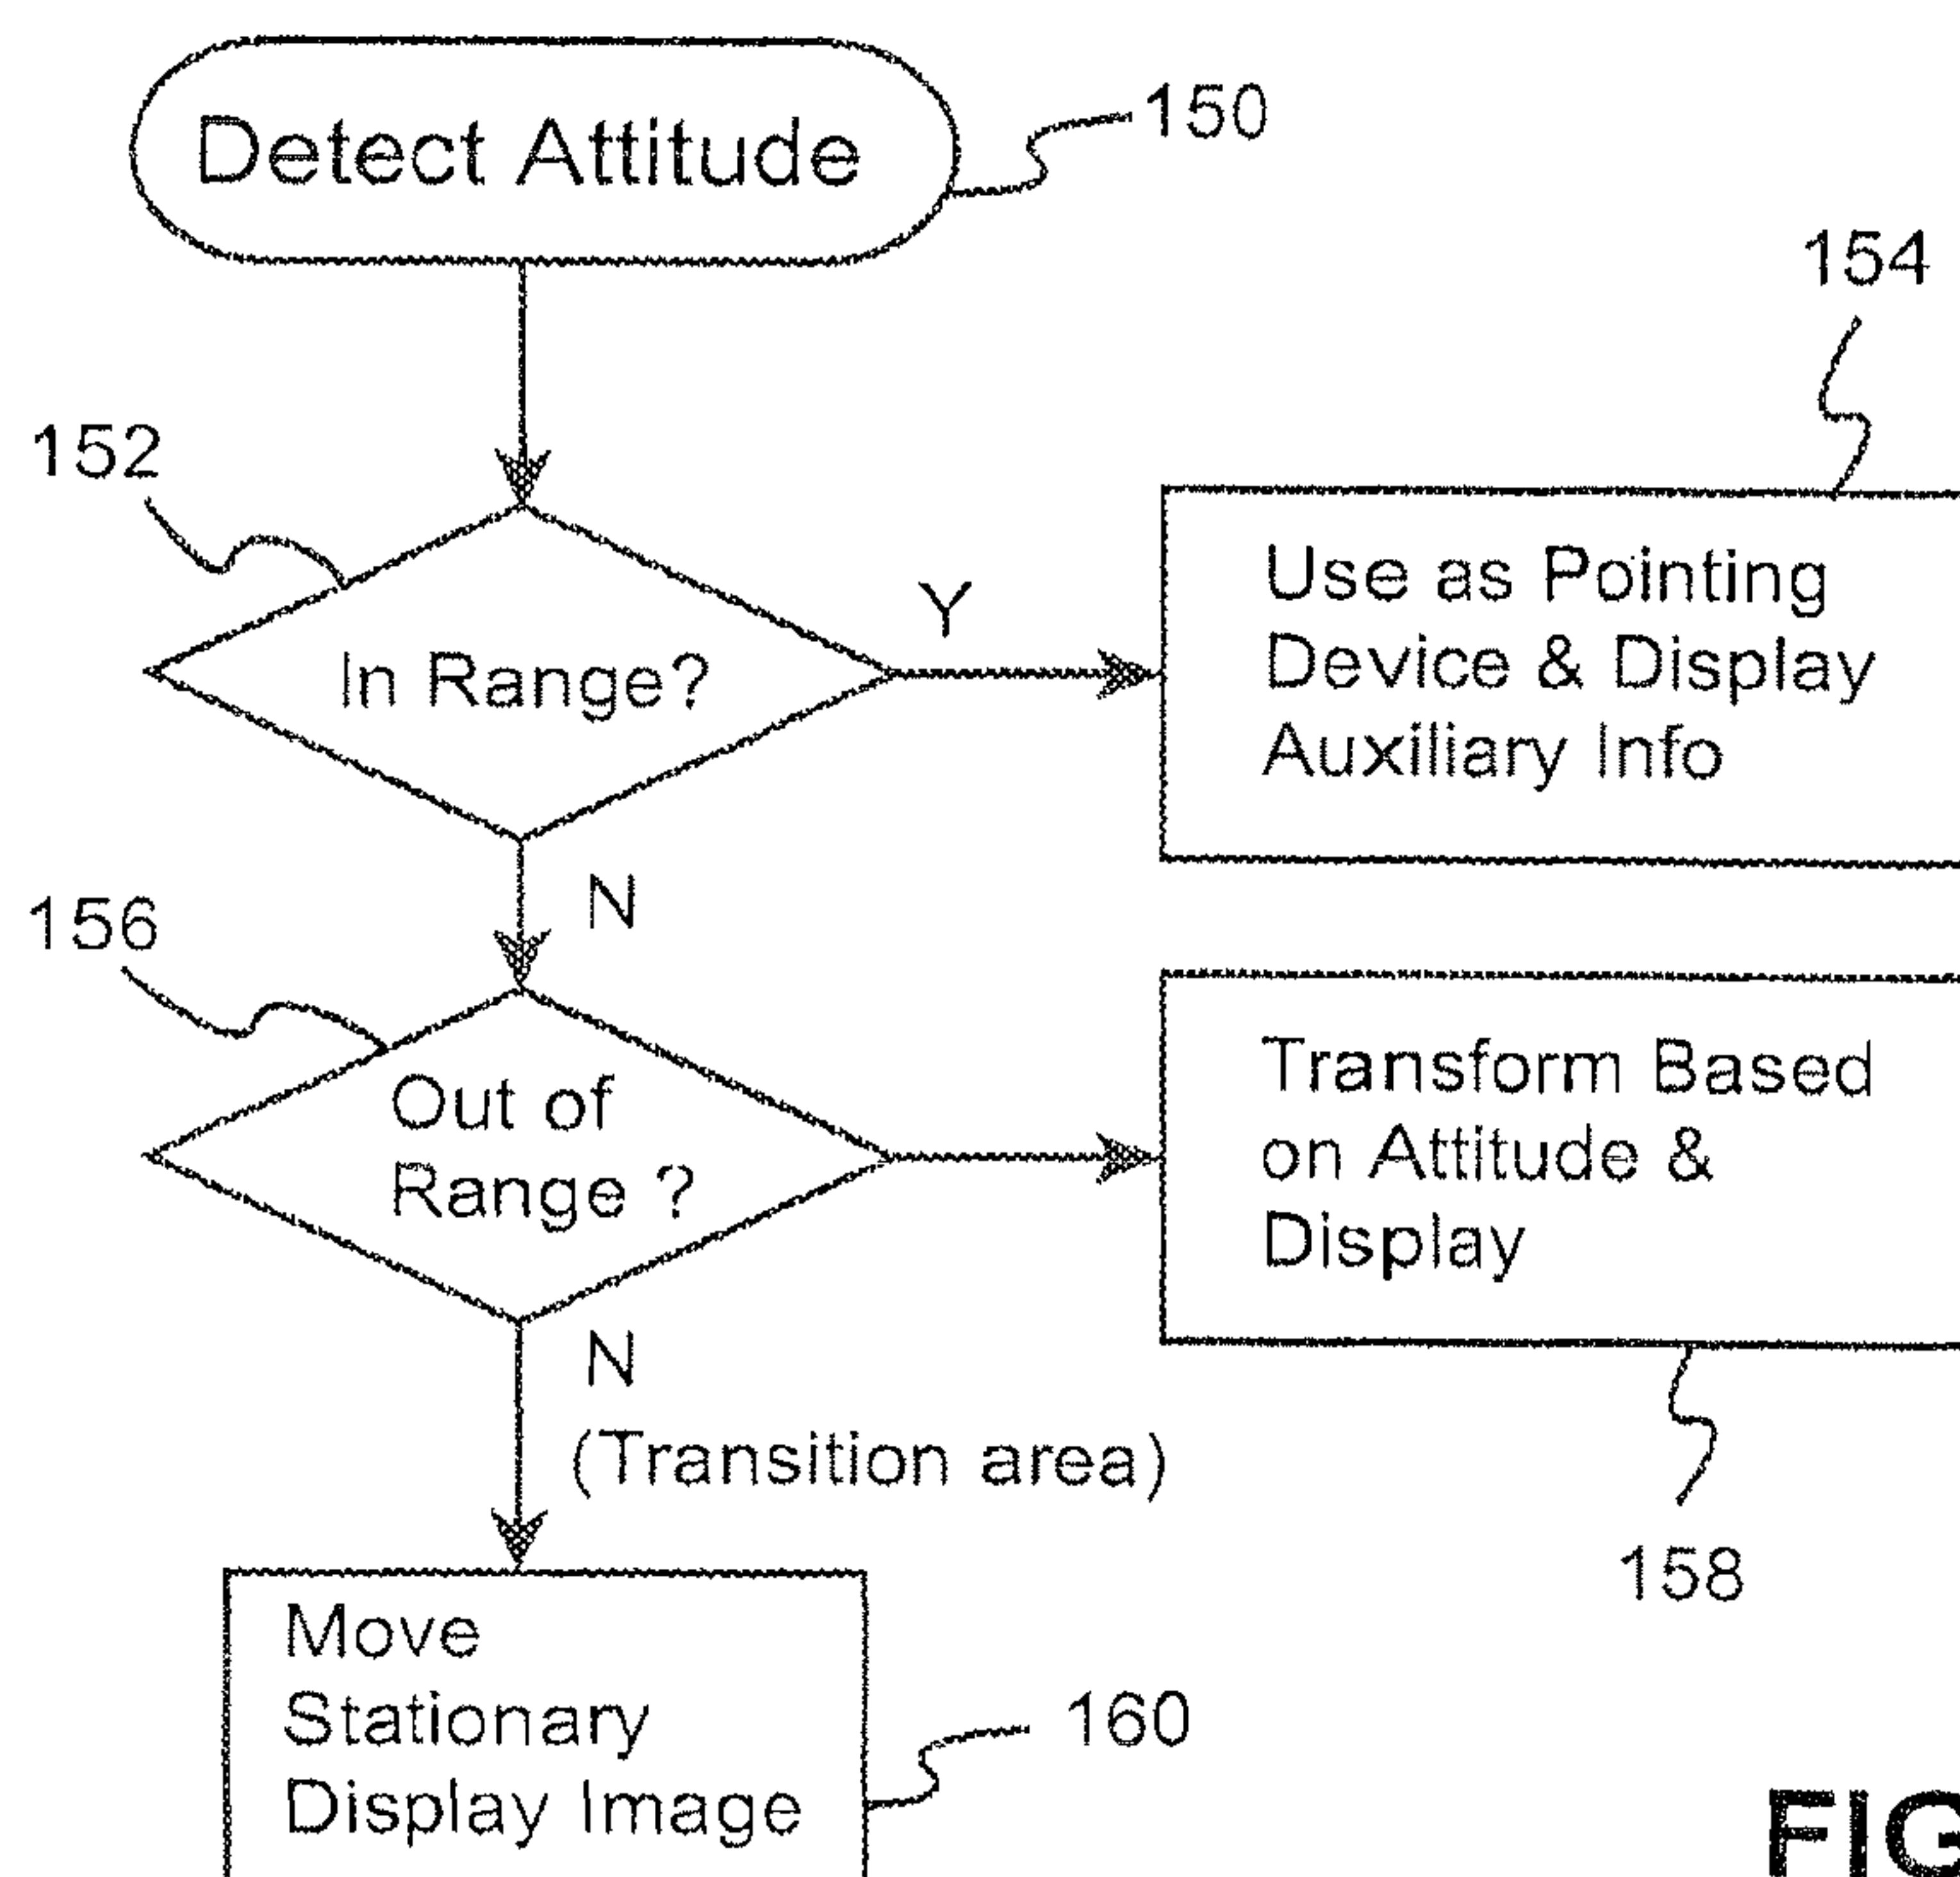 Detect Attitude
150
154
152
In Range?
Y
Use as Pointing
Device & Display
Auxiliary Info
N
156
Out of
Range ?
Transform Based
on Attitude &
Display
N
(Transition area)
158
Move
Stationary
Display Image
160
FIG